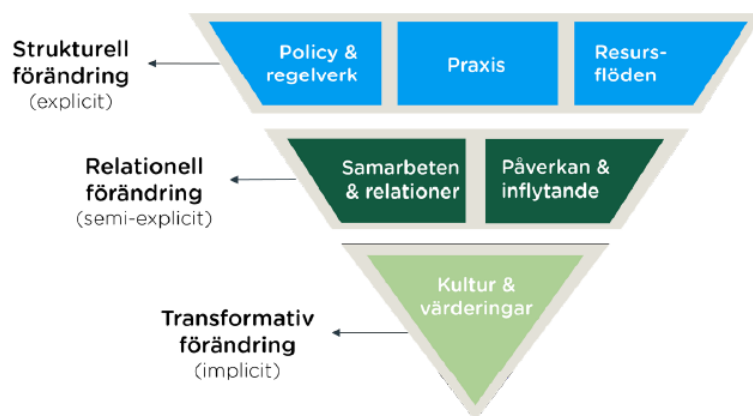 Strukturell
förändring
(explicit)
Policy &
regelverk
Praxis
Resurs-
flöden
Relationell
förändring
(semi-explicit)
Samarbeten
& relationer
Påverkan &
inflytande
Transformativ
förändring
(implicit)
Kultur &
värderingar